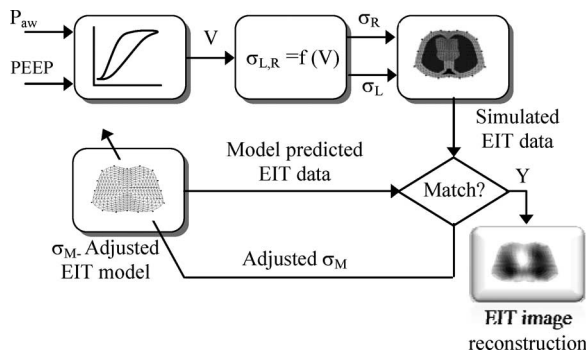 P_aw
PEEP
V
σ_L,R =f (V)
σ_R
σ_L
Simulated
EIT data
Model predicted
EIT data
Match?
Y
σ_M- Adjusted
EIT model
Adjusted σ_M
EIT image
reconstruction